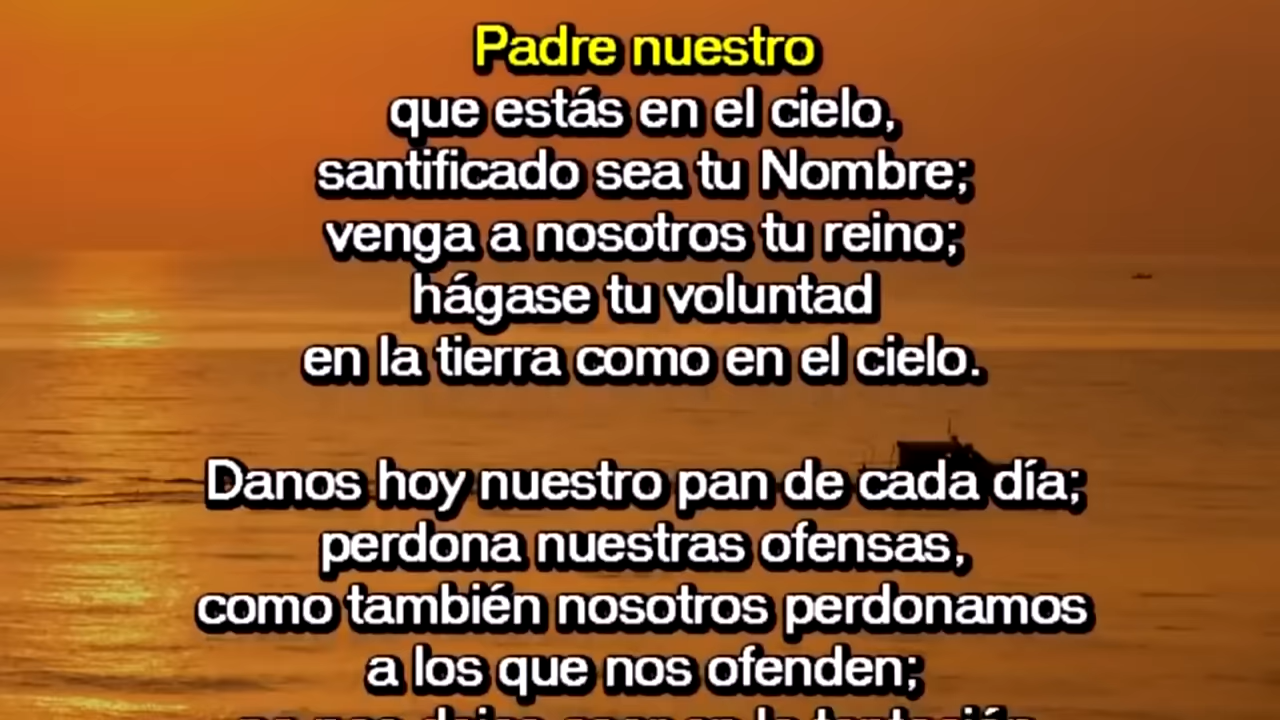 Padre nuestro
que estás en el cielo,
santificado sea tu Nombre;
venga a nosotros tu reino;
hágase tu voluntad
en la tierra como en el cielo.
Danos hoy nuestro pan de cada día;
perdona nuestras ofensas,
como también nosotros perdonamos
a los que nos ofenden;